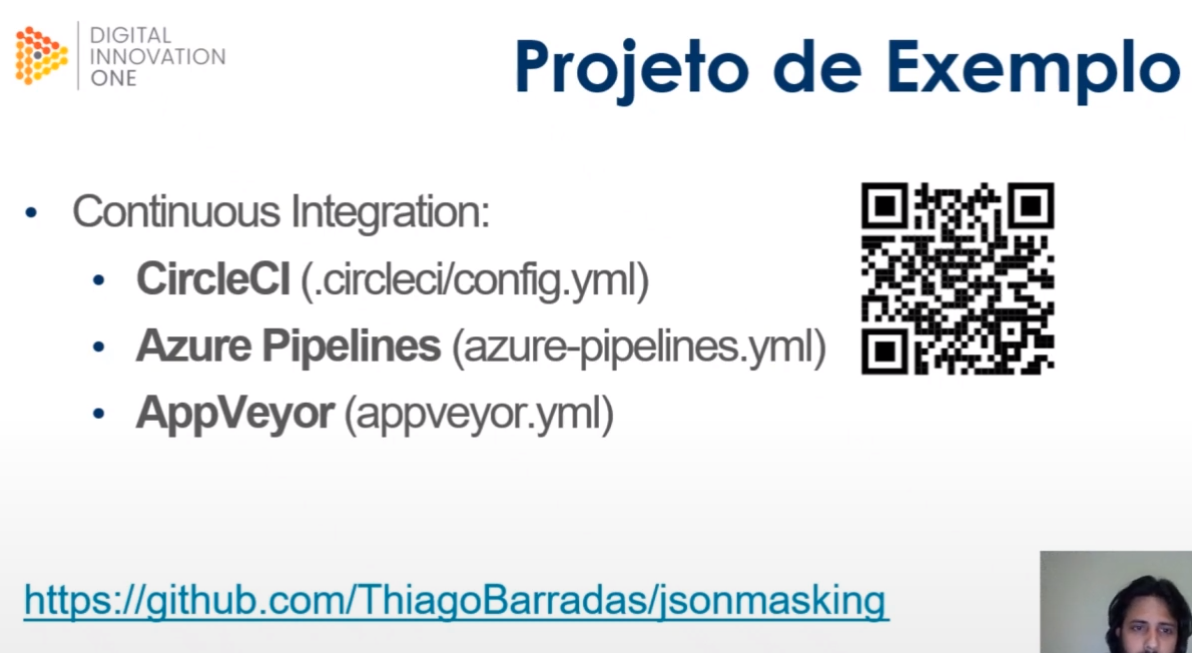 DIGITAL
INNOVATION
ONE
Projeto de Exemplo
• Continuous Integration:
• CircleCI (.circleci/config.yml)
• Azure Pipelines (azure-pipelines.yml)
• AppVeyor (appveyor.yml)
https://github.com/ThiagoBarradas/jsonmasking